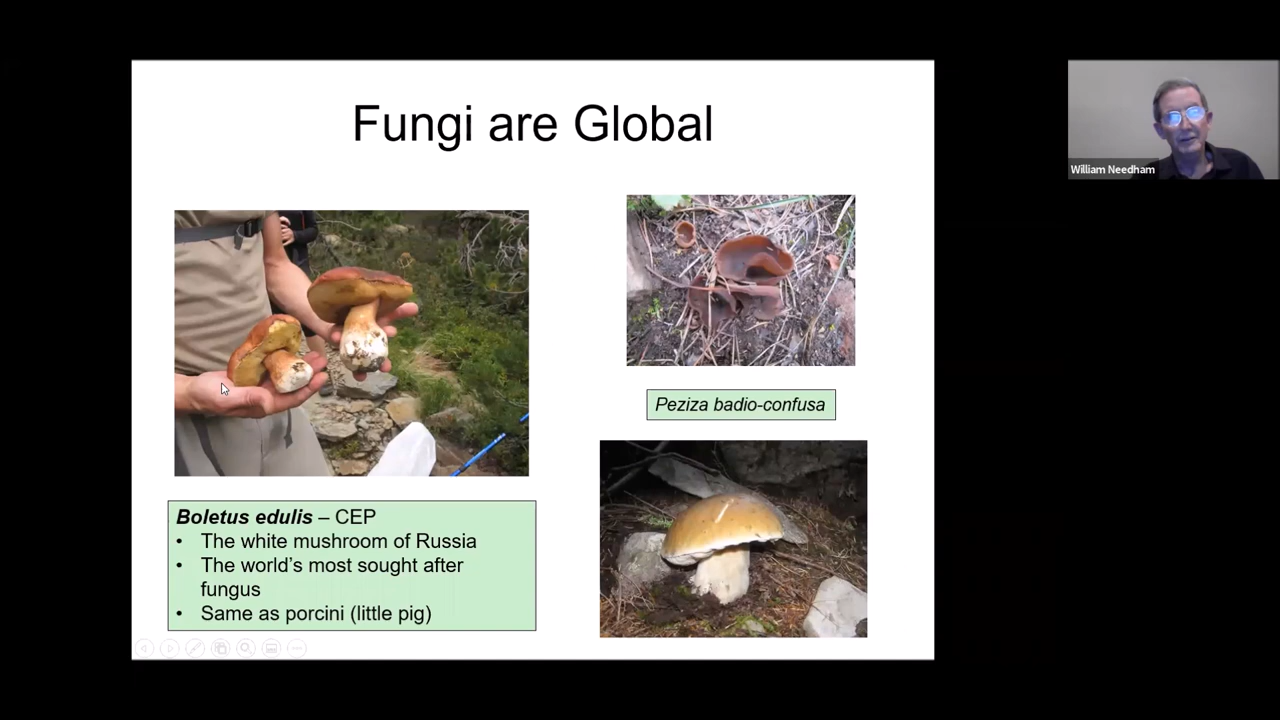 Fungi are Global
William Needham
Peziza badio-confusa
Boletus edulis – CEP
• The white mushroom of Russia
• The world's most sought after
fungus
• Same as porcini (little pig)